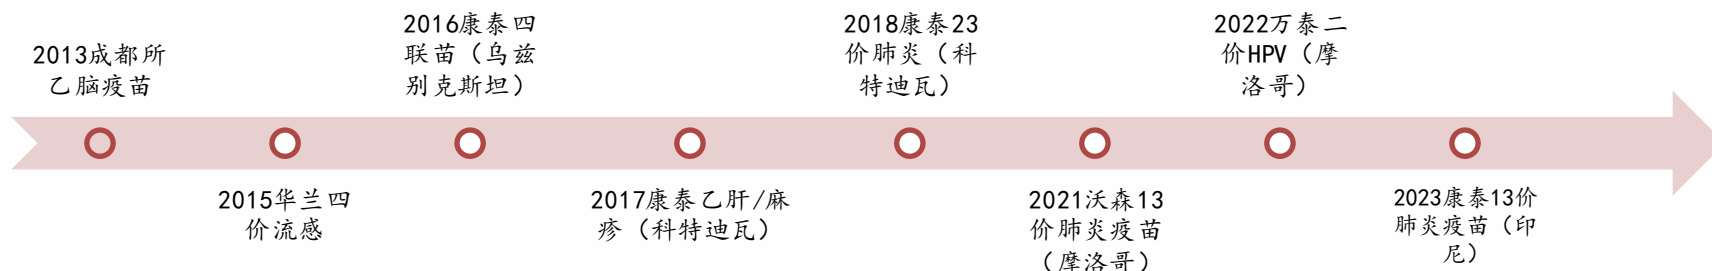 2013成都所
乙脑疫苗
2015华兰四
价流感
2016康泰四
联苗（乌兹
别克斯坦）
2017康泰乙肝/麻
疹（科特迪瓦）
2018康泰23
价肺炎（科
特迪瓦）
2021沃森13
价肺炎疫苗
（摩洛哥）
2022万泰二
价HPV（摩
洛哥）
2023康泰13价
肺炎疫苗（印
尼）